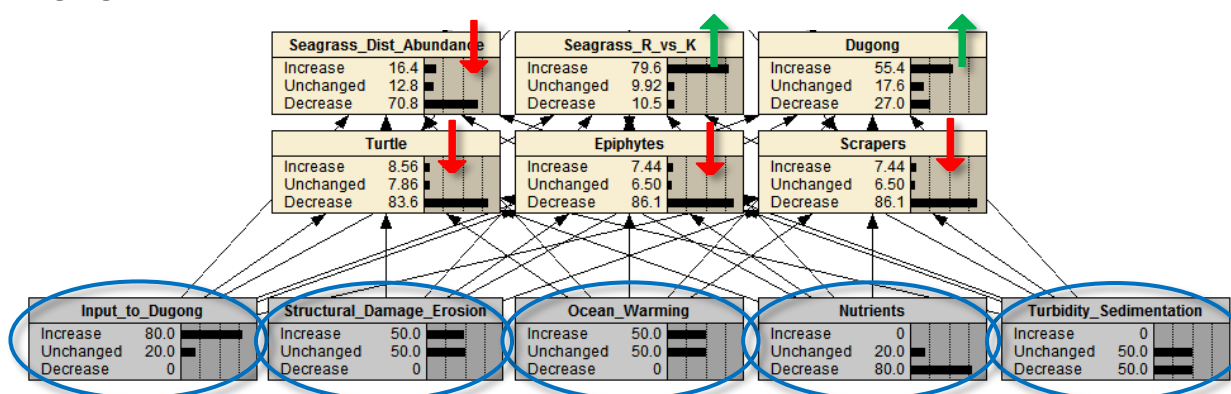 Seagrass_Dist_Abundance
Increase 16.4
Unchanged 12.8
Decrease 70.8
Seagrass_R_vs_K
Increase 79.6
Unchanged 9.92
Decrease 10.5
Dugong
Increase 55.4
Unchanged 17.6
Decrease 27.0
Turtle
Increase 8.56
Unchanged 7.86
Decrease 83.6
Epiphytes
Increase 7.44
Unchanged 6.50
Decrease 86.1
Scrapers
Increase 7.44
Unchanged 6.50
Decrease 86.1
Input_to_Dugong
Increase 80.0
Unchanged 20.0
Decrease 0
Structural_Damage_Erosion
Increase 50.0
Unchanged 50.0
Decrease 0
Ocean_Warming
Increase 50.0
Unchanged 50.0
Decrease 0
Nutrients
Increase 0
Unchanged 20.0
Decrease 80.0
Turbidity_Sedimentation
Increase 0
Unchanged 50.0
Decrease 50.0